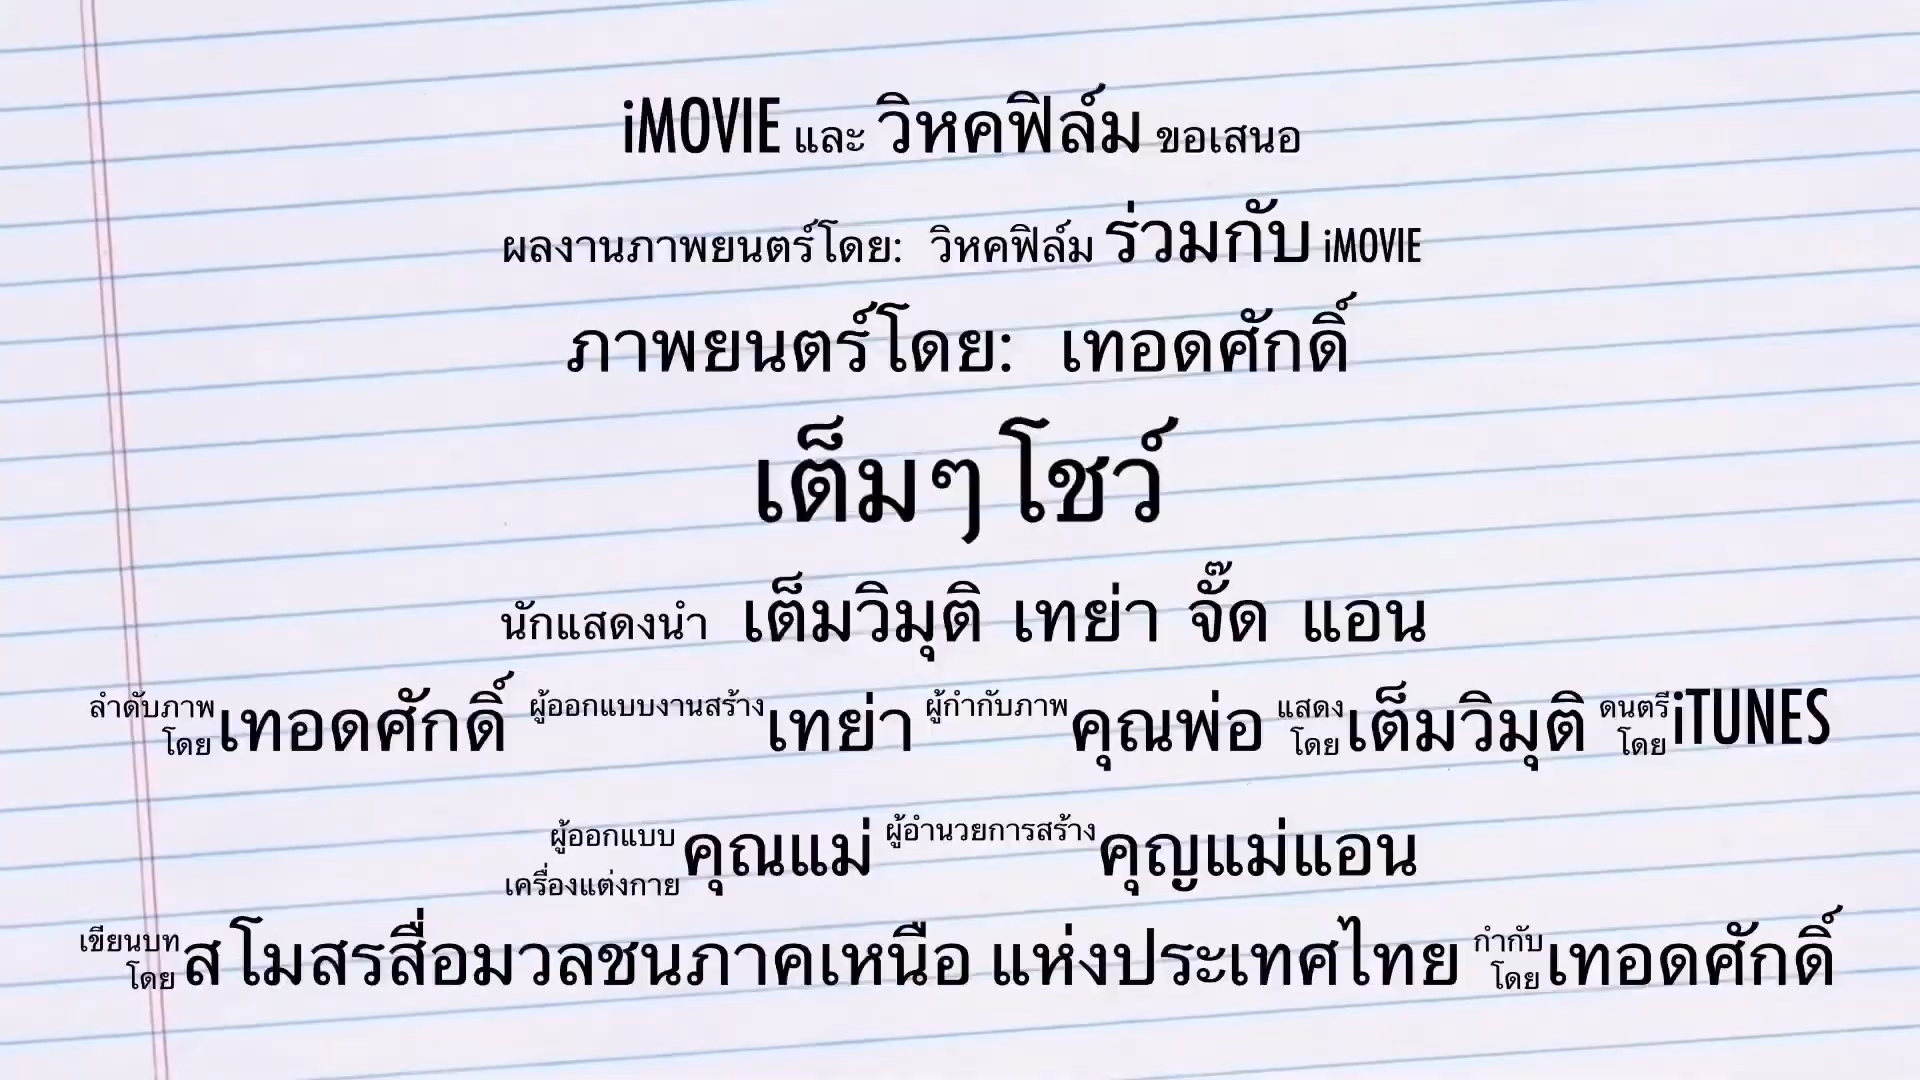 iMOVIE และ วิหคฟิล์ม ขอเสนอ
ผลงานภาพยนตร์โดย: วิหคฟิล์ม ร่วมกับ iMOVIE
ภาพยนตร์โดย: เทอดศักดิ์
เต็มๆ โชว์
นักแสดงนำ เต็มวิมุติ เทย่า จั๊ด แอน
ลำดับภาพโดย เทอดศักดิ์ ผู้ออกแบบงานสร้าง เทย่า ผู้กำกับภาพ คุณพ่อ แสดงโดย เต็มวิมุติ ดนตรีโดย iTUNES
ผู้ออกแบบเครื่องแต่งกาย คุณแม่ ผู้อำนวยการสร้าง คุญแม่แอน
เขียนบทโดย สโมสรสื่อมวลชนภาคเหนือ แห่งประเทศไทย กำกับโดย เทอดศักดิ์